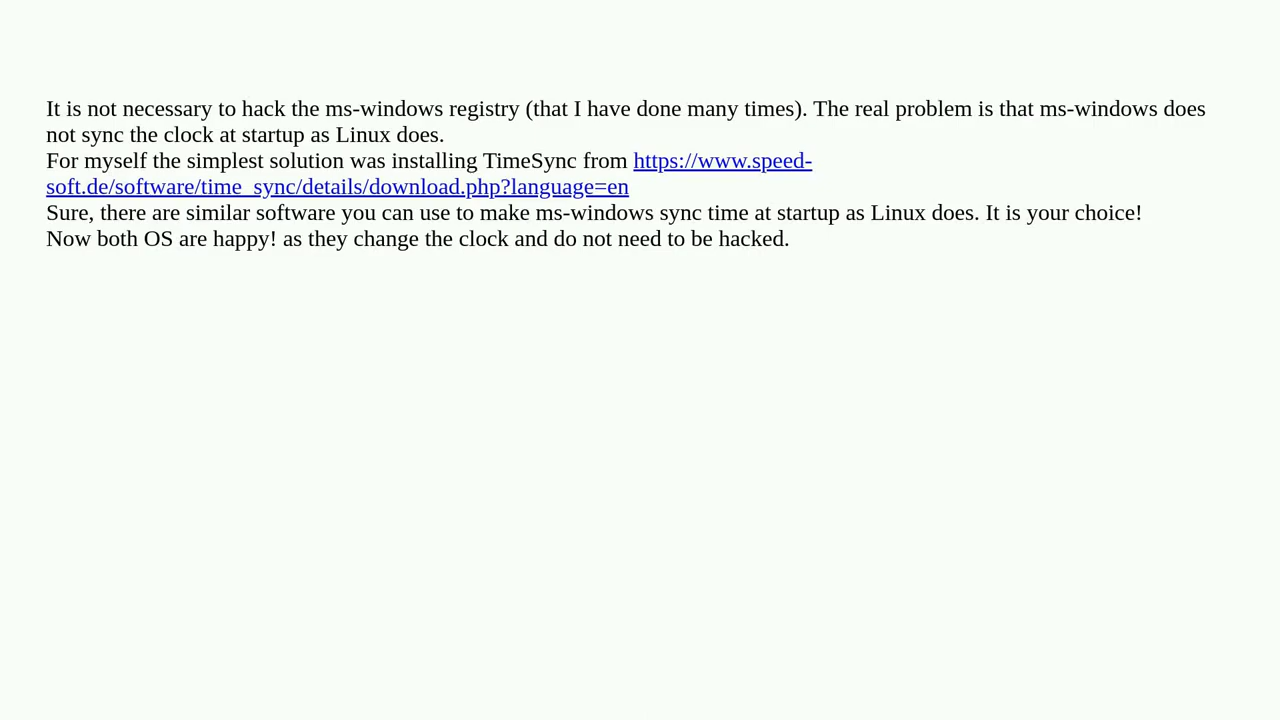 It is not necessary to hack the ms-windows registry (that I have done many times). The real problem is that ms-windows does
not sync the clock at startup as Linux does.
For myself the simplest solution was installing TimeSync from https://www.speed-
soft.de/software/time_sync/details/download.php?language=en
Sure, there are similar software you can use to make ms-windows sync time at startup as Linux does. It is your choice!
Now both OS are happy! as they change the clock and do not need to be hacked.